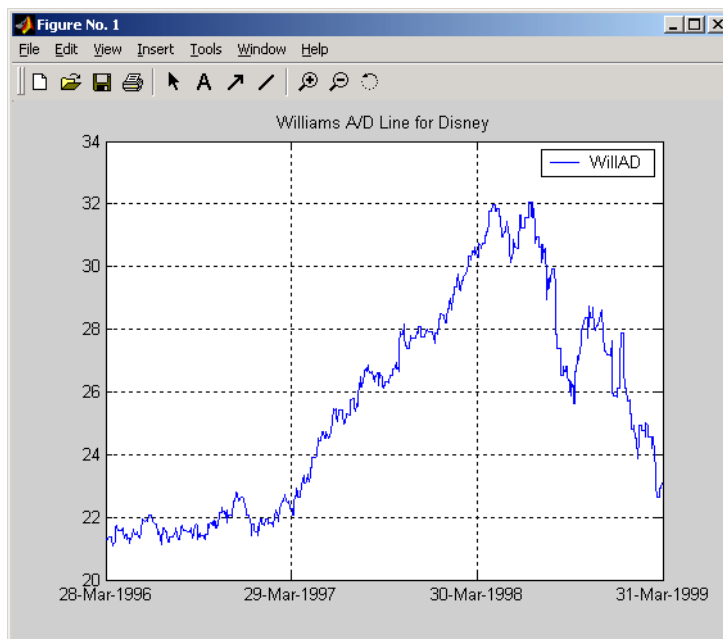 Figure No. 1
File Edit View Insert Tools Window Help
A
Williams A/D Line for Disney
WillAD
34
32
30
28
26
24
22
20
28-Mar-1996 29-Mar-1997 30-Mar-1998 31-Mar-1999